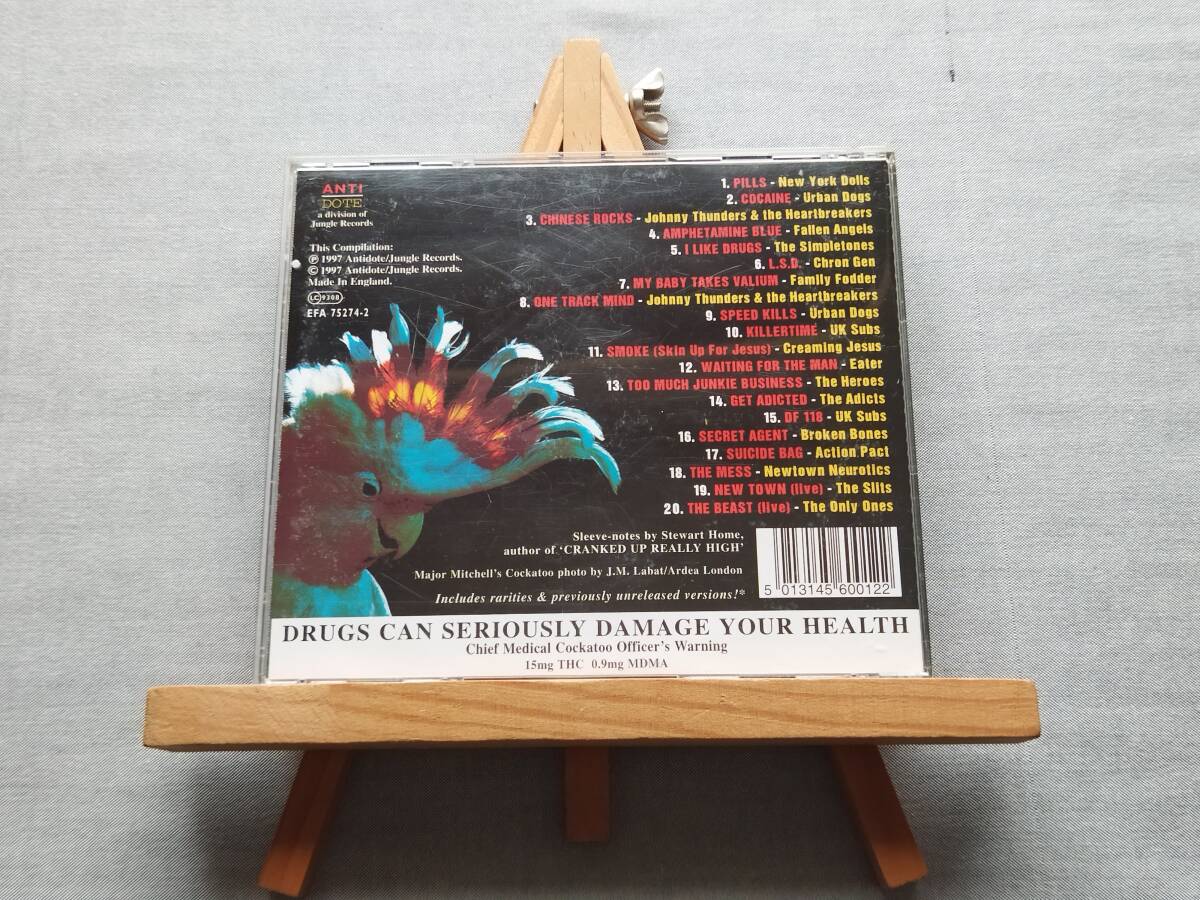 ANTI
DOTE
a division of
Jungle Records
This Compilation:
℗ 1997 Antidote/Jungle Records.
© 1997 Antidote/Jungle Records.
Made In England.
LC 9308
EFA 75274-2
1. PILLS - New York Dolls
2. COCAINE - Urban Dogs
3. CHINESE ROCKS - Johnny Thunders & the Heartbreakers
4. AMPHETAMINE BLUE - Fallen Angels
5. I LIKE DRUGS - The Simpletones
6. L.S.D. - Chron Gen
7. MY BABY TAKES VALIUM - Family Fodder
8. ONE TRACK MIND - Johnny Thunders & the Heartbreakers
9. SPEED KILLS - Urban Dogs
10. KILLERTIME - UK Subs
11. SMOKE (Skin Up For Jesus) - Creaming Jesus
12. WAITING FOR THE MAN - Eater
13. TOO MUCH JUNKIE BUSINESS - The Heroes
14. GET ADICTED - The Adicts
15. DF 118 - UK Subs
16. SECRET AGENT - Broken Bones
17. SUICIDE BAG - Action Pact
18. THE MESS - Newtown Neurotics
19. NEW TOWN (live) - The Slits
20. THE BEAST (live) - The Only Ones
Sleeve-notes by Stewart Home,
author of 'CRANKED UP REALLY HIGH'
Major Mitchell's Cockatoo photo by J.M. Labat/Ardea London
Includes rarities & previously unreleased versions!*
5 013145 600122
DRUGS CAN SERIOUSLY DAMAGE YOUR HEALTH
Chief Medical Cockatoo Officer's Warning
15mg THC 0.9mg MDMA